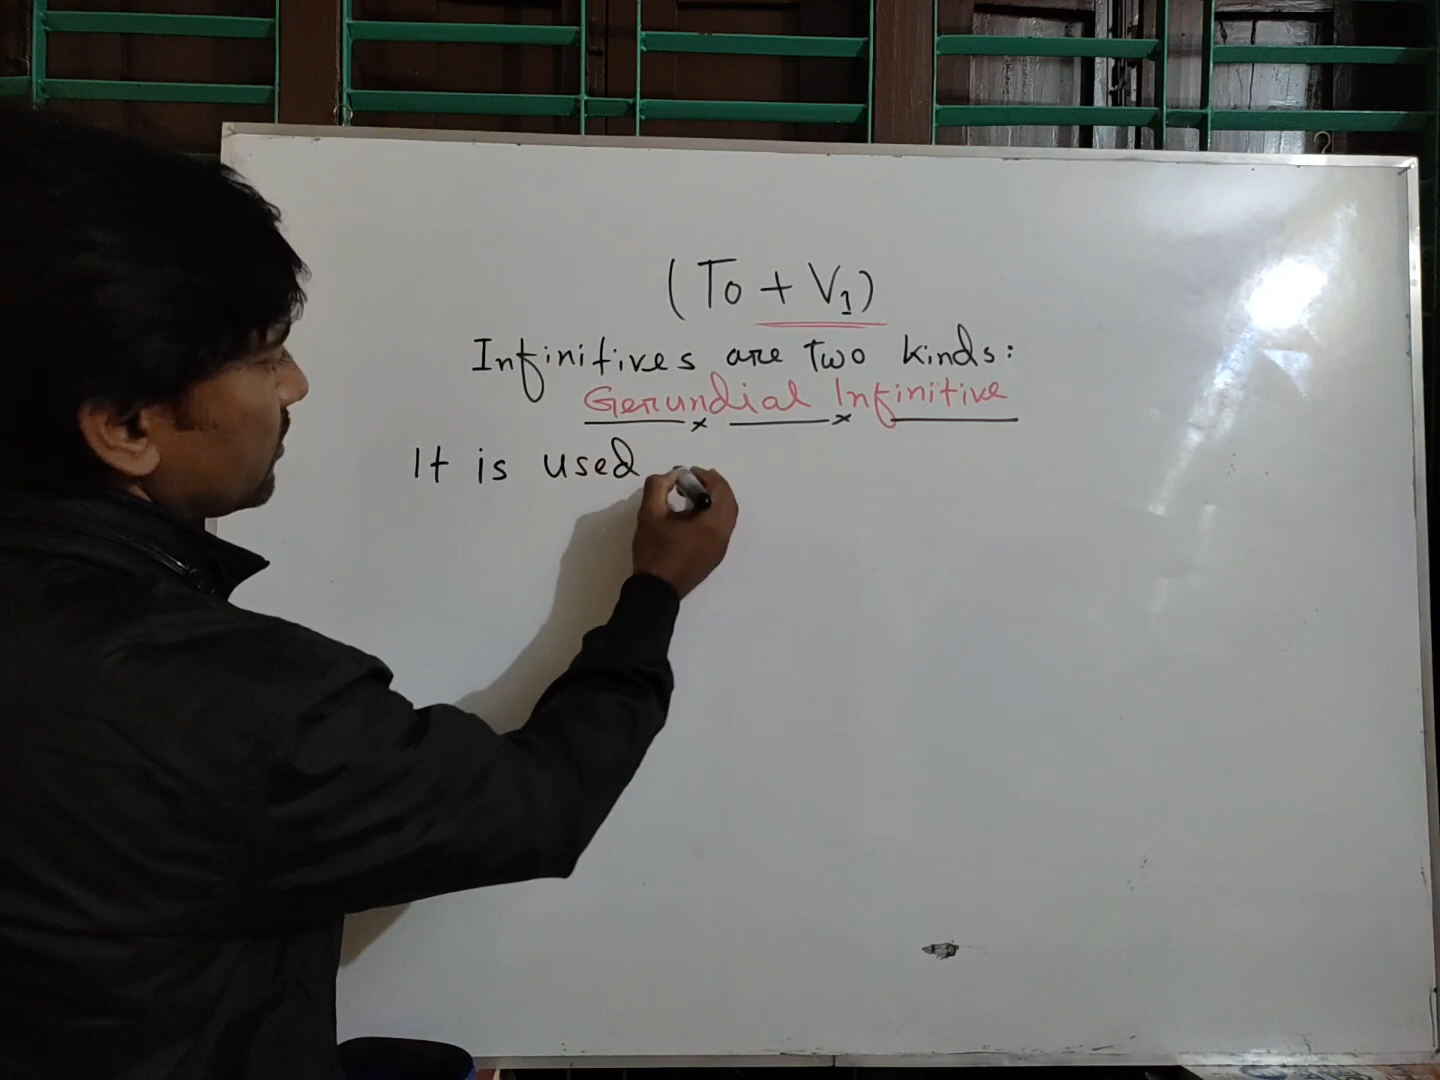 (To + V1)
Infinitives are Two kinds:
Gerundial Infinitive
It is used